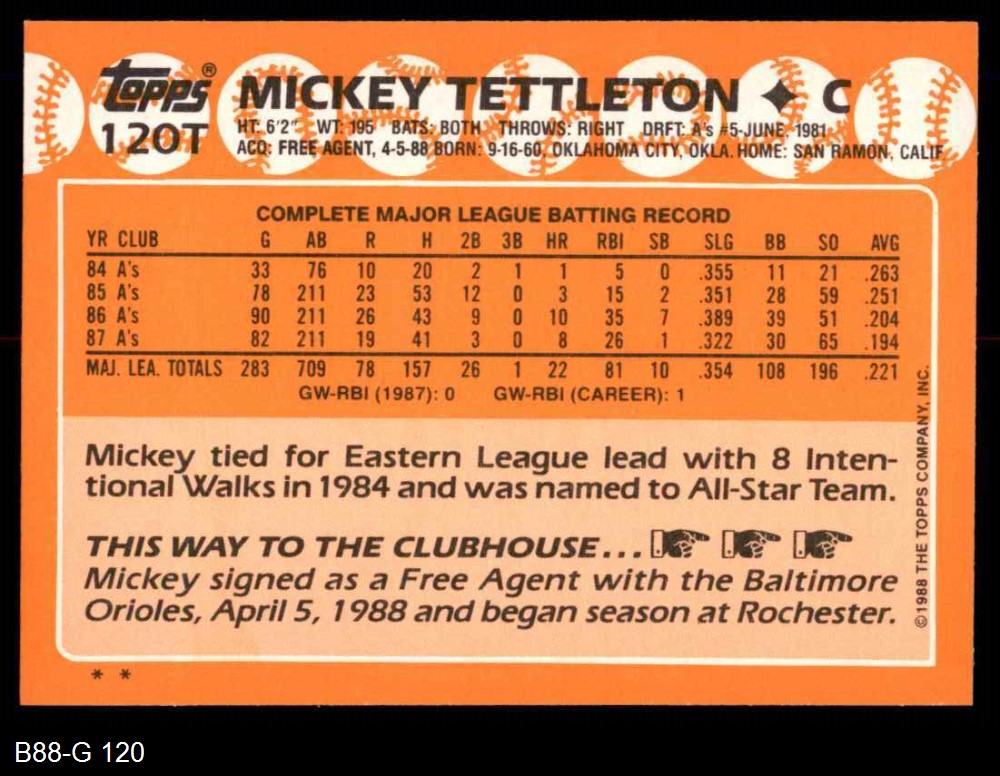 topps® MICKEY TETTLETON ✦ C
120T HT: 6'2" WT: 195 BATS: BOTH THROWS: RIGHT DRFT: A's #5-JUNE, 1981
ACQ: FREE AGENT, 4-5-88 BORN: 9-16-60, OKLAHOMA CITY, OKLA. HOME: SAN RAMON, CALIF
COMPLETE MAJOR LEAGUE BATTING RECORD
YR CLUB G AB R H 2B 3B HR RBI SB SLG BB SO AVG
84 A's 33 76 10 20 2 1 1 5 0 .355 11 21 .263
85 A's 78 211 23 53 12 0 3 15 2 .351 28 59 .251
86 A's 90 211 26 43 9 0 10 35 7 .389 39 51 .204
87 A's 82 211 19 41 3 0 8 26 1 .322 30 65 .194
MAJ. LEA. TOTALS 283 709 78 157 26 1 22 81 10 .354 108 196 .221
GW-RBI (1987): 0 GW-RBI (CAREER): 1
Mickey tied for Eastern League lead with 8 Inten-
tional Walks in 1984 and was named to All-Star Team.
THIS WAY TO THE CLUBHOUSE...
Mickey signed as a Free Agent with the Baltimore
Orioles, April 5, 1988 and began season at Rochester.
©1988 THE TOPPS COMPANY, INC.
* *
B88-G 120